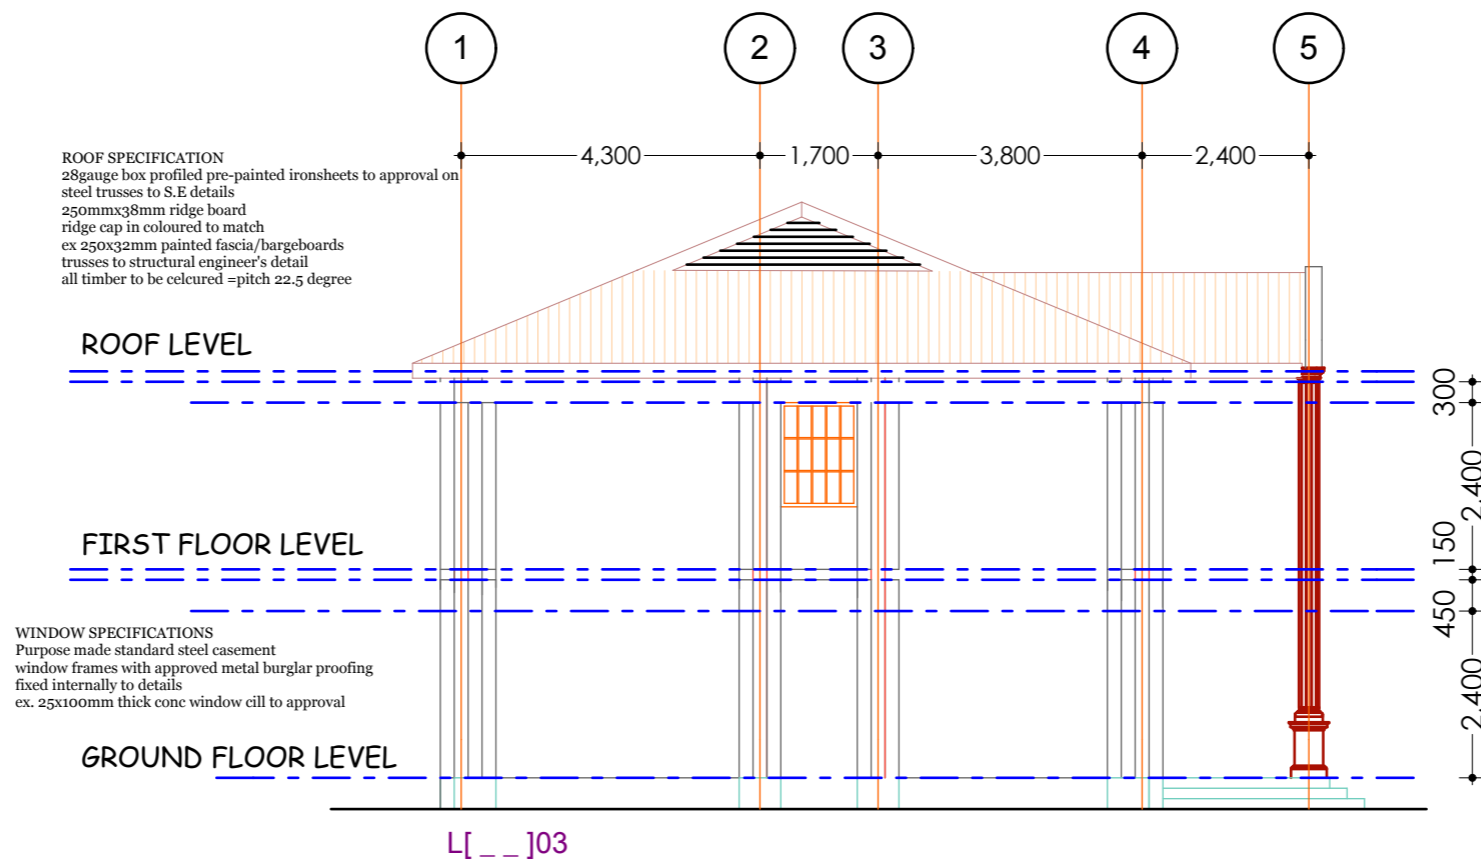 1 2 3 4 5
4,300 1,700 3,800 2,400
ROOF SPECIFICATION
28gauge box profiled pre-painted ironsheets to approval on
steel trusses to S.E details
250mmx38mm ridge board
ridge cap in coloured to match
ex 250x32mm painted fascia/bargeboards
trusses to structural engineer's detail
all timber to be celcured =pitch 22.5 degree
ROOF LEVEL
300
2,400
FIRST FLOOR LEVEL
150
450
WINDOW SPECIFICATIONS
Purpose made standard steel casement
window frames with approved metal burglar proofing
fixed internally to details
ex. 25x100mm thick conc window cill to approval
2,400
GROUND FLOOR LEVEL
L[ _ _ ]03